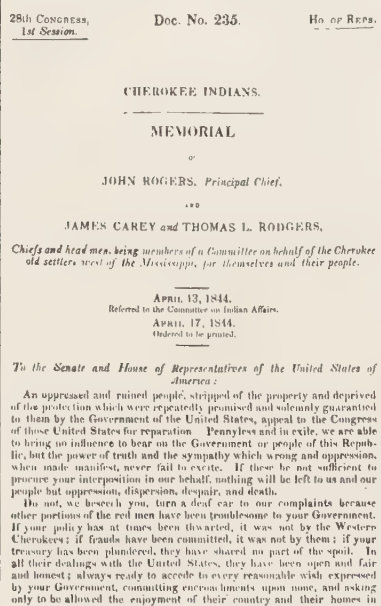 28th Congress, Doc. No. 235. Ho. of Reps.
1st Session.
CHEROKEE INDIANS.
MEMORIAL
OF
JOHN ROGERS, Principal Chief,
AND
JAMES CAREY and THOMAS L. RODGERS,
Chiefs and head men, being members of a Committee on behalf of the Cherokee
old settlers west of the Mississippi, for themselves and their people.
April 13, 1844.
Referred to the Committee on Indian Affairs.
April 17, 1844.
Ordered to be printed.
To the Senate and House of Representatives of the United States of
America:
An oppressed and ruined people, stripped of the property and deprived
of the protection which were repeatedly promised and solemnly guarantied
to them by the Government of the United States, appeal to the Congress
of those United States for reparation. Pennyless and in exile, we are able
to bring no influence to bear on the Government or people of this Repub-
lic, but the power of truth and the sympathy which wrong and oppression,
when made manifest, never fail to excite. If these be not sufficient to
procure your interposition in our behalf, nothing will be left to us and our
people but oppression, dispersion, despair, and death.
Do not, we beseech you, turn a deaf ear to our complaints because
other portions of the red men have been troublesome to your Government.
If your policy has at times been thwarted, it was not by the Western
Cherokees; if frauds have been committed, it was not by them; if your
treasury has been plundered, they have shared no part of the spoil. In
all their dealings with the United States, they have been open and fair
and honest; always ready to accede to every reasonable wish expressed
by your Government, committing encroachments upon none, and asking
only to be allowed the enjoyment of their country and their homes in